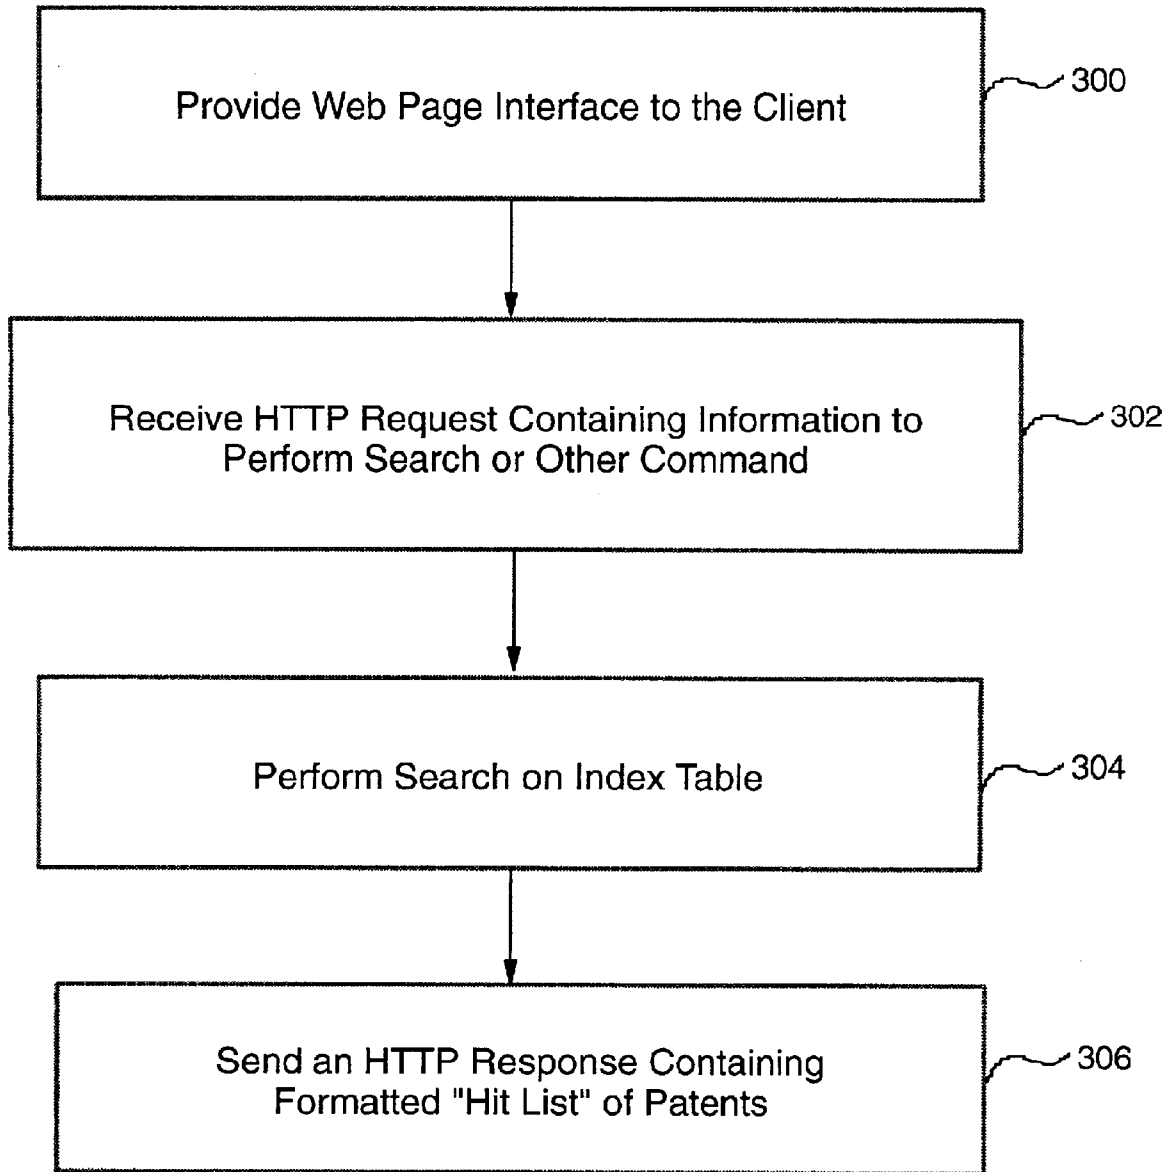 Provide Web Page Interface to the Client
300
Receive HTTP Request Containing Information to
Perform Search or Other Command
302
Perform Search on Index Table
304
Send an HTTP Response Containing
Formatted "Hit List" of Patents
306